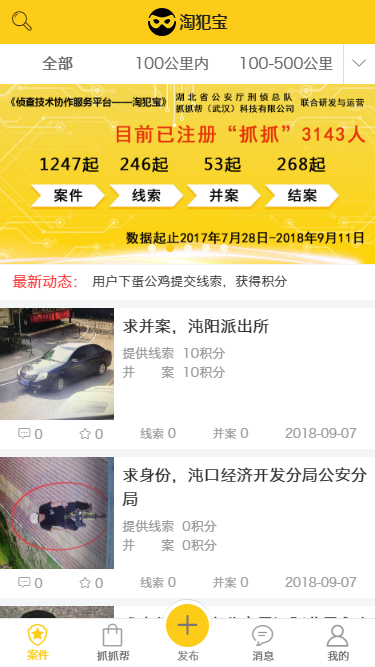 淘犯宝
全部 100公里内 100-500公里
《侦查技术协作服务平台——淘犯宝》
湖北省公安厅刑侦总队
抓抓帮（武汉）科技有限公司
联合研发与运营
目前已注册“抓抓”3143人
1247起 246起 53起 268起
案件 线索 并案 结案
数据起止2017年7月28日-2018年9月11日
最新动态： 用户下蛋公鸡提交线索，获得积分
求并案，沌阳派出所
提供线索 10积分
并 案 10积分
0 0 线索 0 并案 0 2018-09-07
求身份，沌口经济开发分局公安分
局
提供线索 0积分
并 案 0积分
0 0 线索 0 并案 0 2018-09-07
案件 抓抓帮 发布 消息 我的